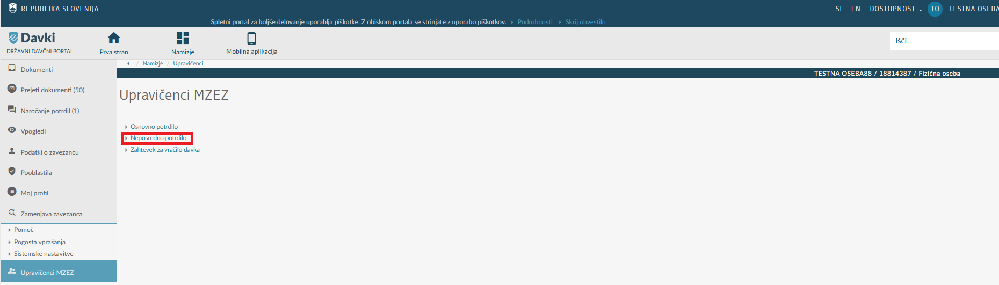 REPUBLIKA SLOVENIJA
SI EN DOSTOPNOST TO TESTNA OSEBA
Spletni portal za boljše delovanje uporablja piškotke. Z obiskom portala se strinjate z uporabo piškotkov. Podrobnosti Skrij obvestilo
e Davki
DRŽAVNI DAVČNI PORTAL
Prva stran
Namizje
Mobilna aplikacija
Išči
/ Namizje / Upravičenci
TESTNA OSEBA88 / 18814387 / Fizična oseba
Dokumenti
Prejeti dokumenti (50)
Naročanje potrdil (1)
Vpogledi
Podatki o zavezancu
Pooblastila
Moj profil
Zamenjava zavezanca
Pomoč
Pogosta vprašanja
Sistemske nastavitve
Upravičenci MZEZ
Upravičenci MZEZ
Osnovno potrdilo
Neposredno potrdilo
Zahtevek za vračilo davka